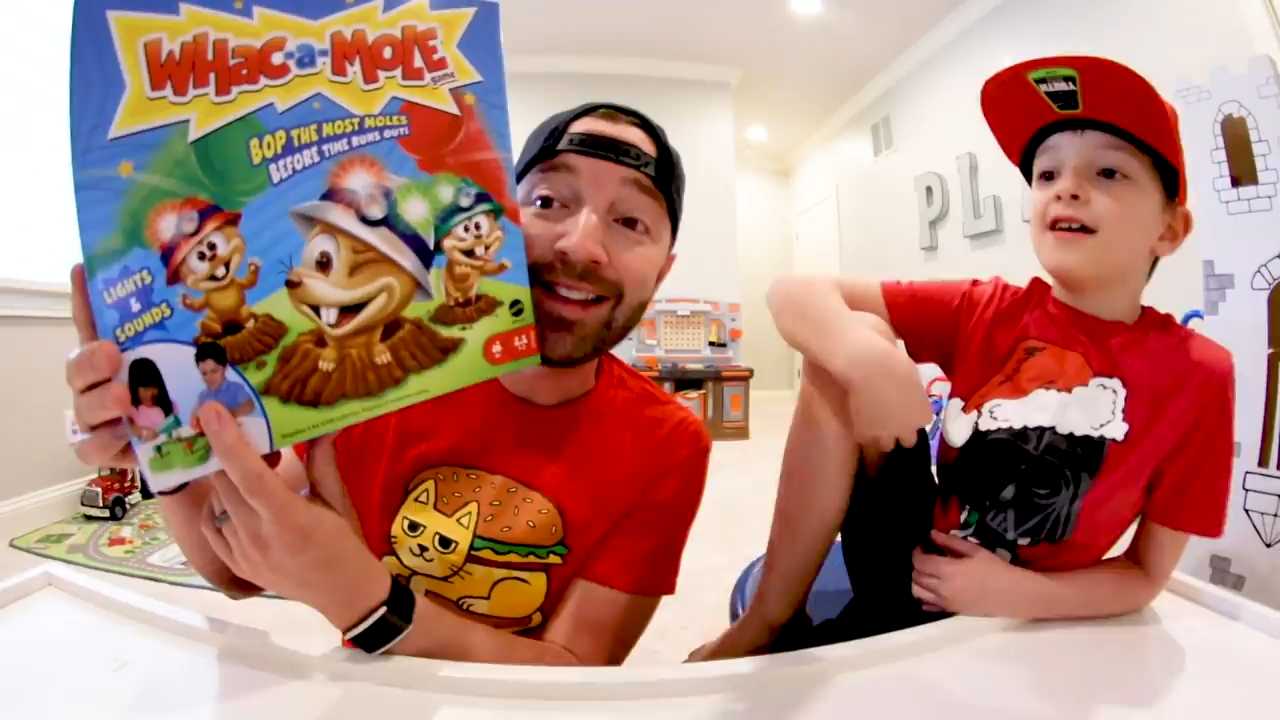 WHAC-a-MOLE
game
BOP THE MOST MOLES
BEFORE TIME RUNS OUT!
LIGHTS
&
SOUNDS
PL